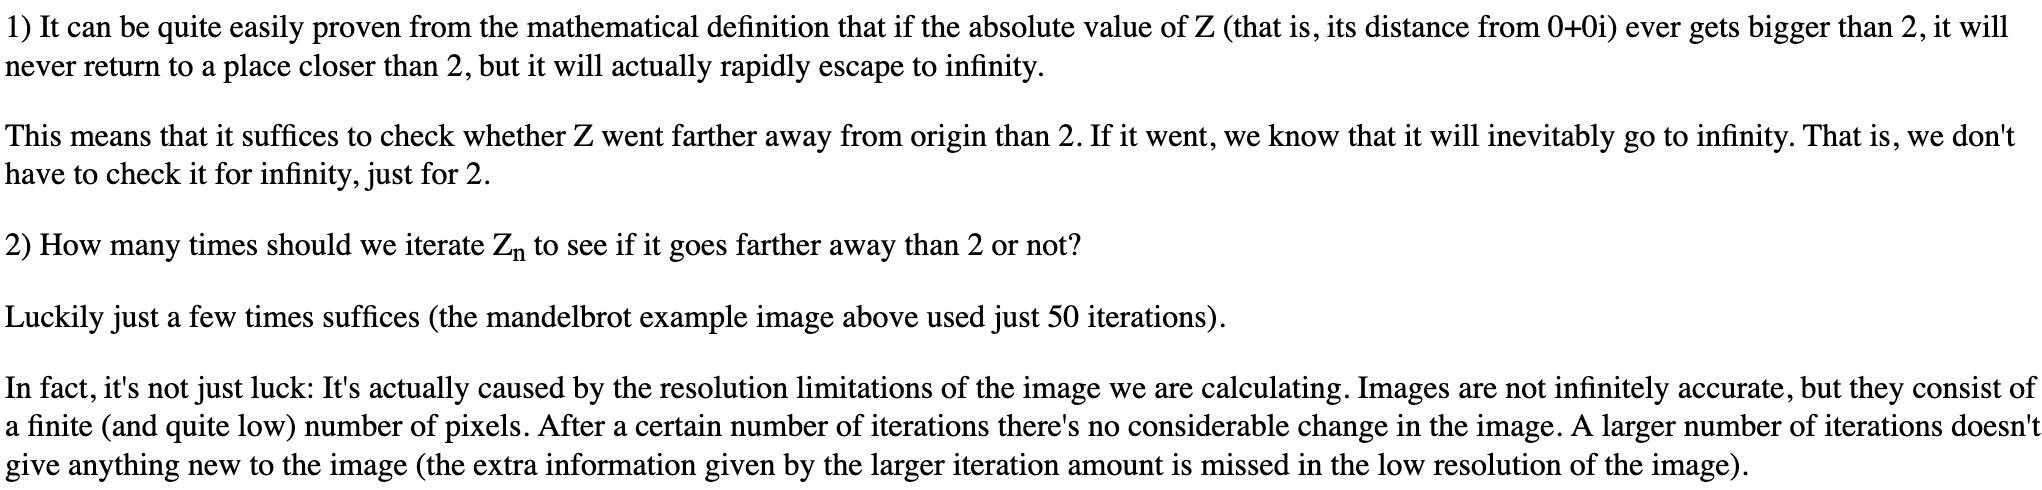 1) It can be quite easily proven from the mathematical definition that if the absolute value of Z (that is, its distance from 0+0i) ever gets bigger than 2, it will
never return to a place closer than 2, but it will actually rapidly escape to infinity.
This means that it suffices to check whether Z went farther away from origin than 2. If it went, we know that it will inevitably go to infinity. That is, we don't
have to check it for infinity, just for 2.
2) How many times should we iterate Zn to see if it goes farther away than 2 or not?
Luckily just a few times suffices (the mandelbrot example image above used just 50 iterations).
In fact, it's not just luck: It's actually caused by the resolution limitations of the image we are calculating. Images are not infinitely accurate, but they consist of
a finite (and quite low) number of pixels. After a certain number of iterations there's no considerable change in the image. A larger number of iterations doesn't
give anything new to the image (the extra information given by the larger iteration amount is missed in the low resolution of the image).